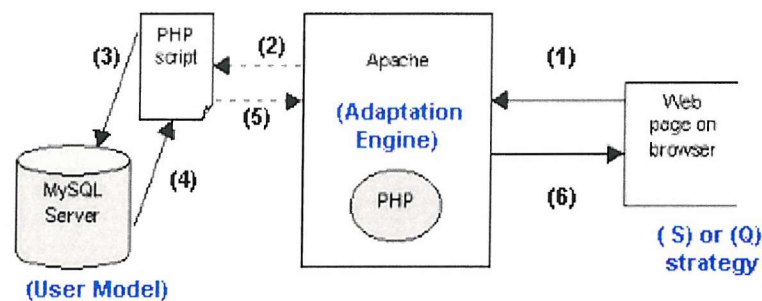 (3)
PHP
script
(2)
(5)
(4)
MySQL
Server
(User Model)
Apache
(Adaptation
Engine)
PHP
(1)
(6)
Web
page on
browser
( S) or (Q)
strategy